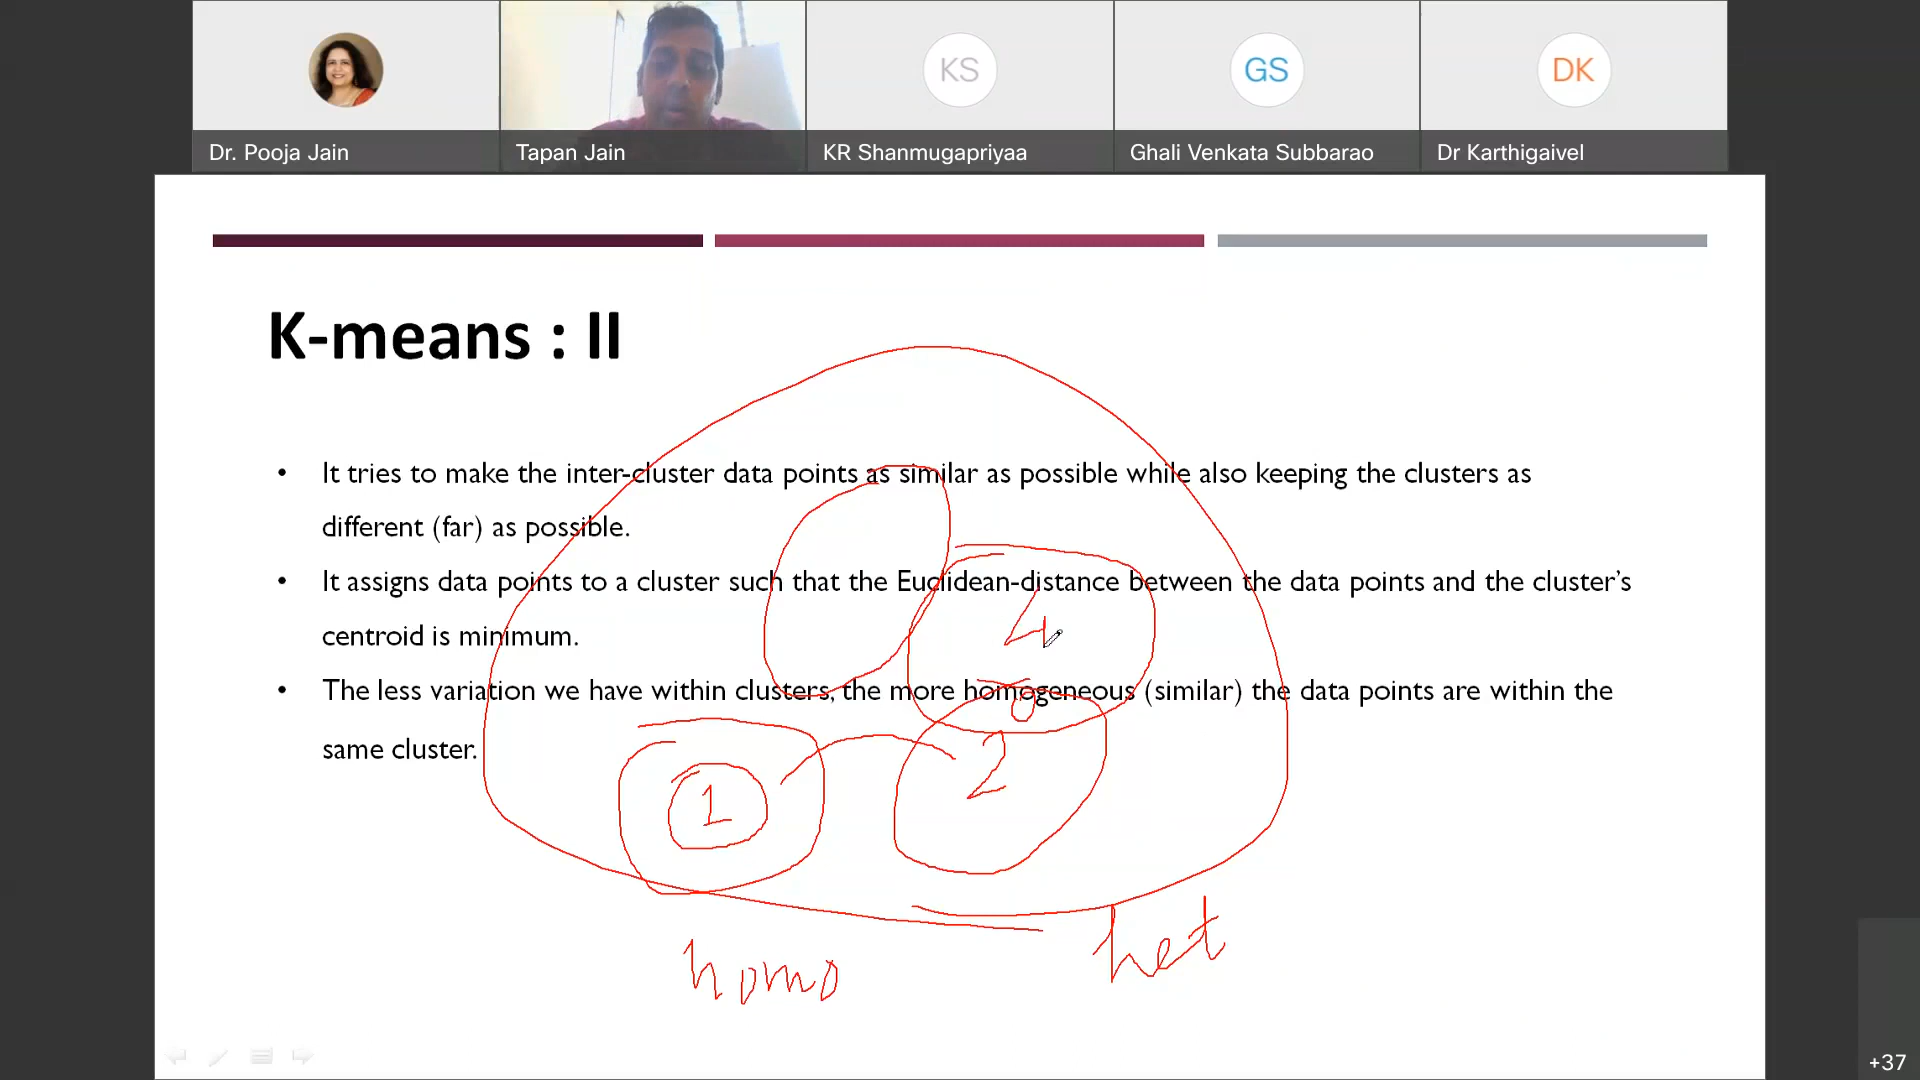 KS
GS
DK
Dr. Pooja Jain
Tapan Jain
KR Shanmugapriyaa
Ghali Venkata Subbarao
Dr Karthigaivel
K-means : II
• It tries to make the inter-cluster data points as similar as possible while also keeping the clusters as
different (far) as possible.
• It assigns data points to a cluster such that the Euclidean-distance between the data points and the cluster's
centroid is minimum.
• The less variation we have within clusters, the more homogeneous (similar) the data points are within the
same cluster.
4
2
1
homo
het
+37